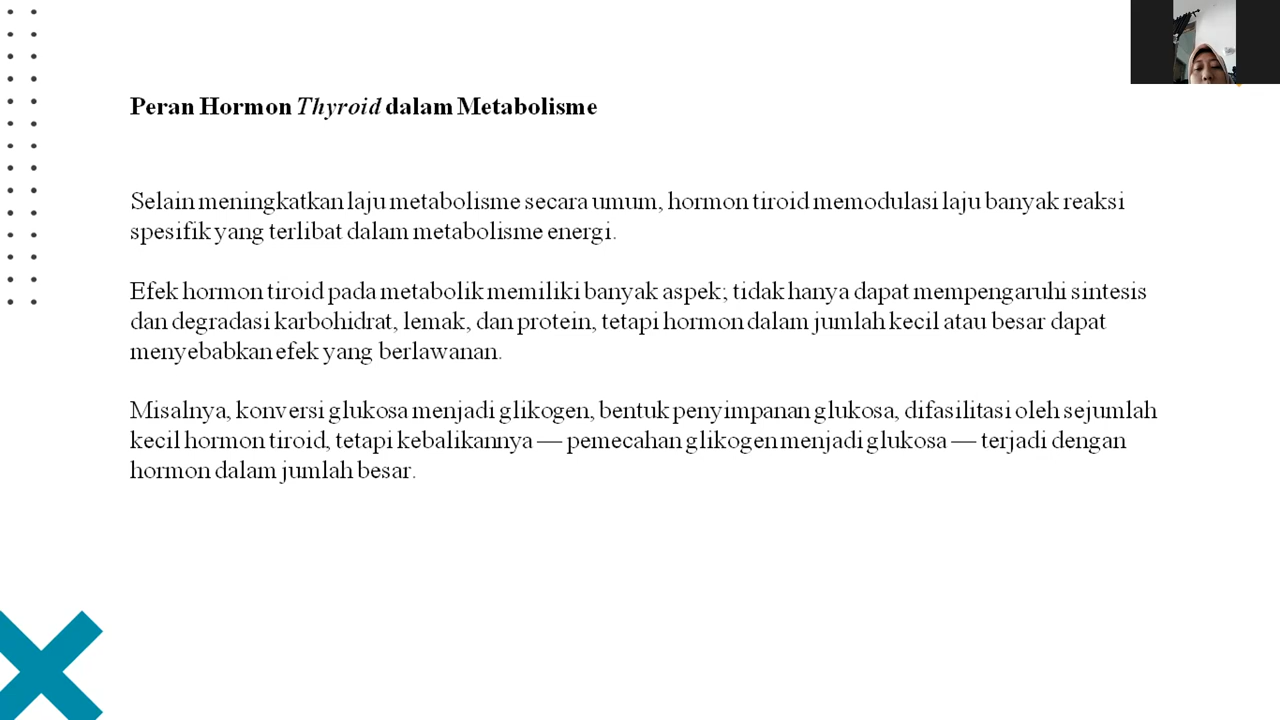 Peran Hormon Thyroid dalam Metabolisme
Selain meningkatkan laju metabolisme secara umum, hormon tiroid memodulasi laju banyak reaksi
spesifik yang terlibat dalam metabolisme energi.
Efek hormon tiroid pada metabolik memiliki banyak aspek; tidak hanya dapat mempengaruhi sintesis
dan degradasi karbohidrat, lemak, dan protein, tetapi hormon dalam jumlah kecil atau besar dapat
menyebabkan efek yang berlawanan.
Misalnya, konversi glukosa menjadi glikogen, bentuk penyimpanan glukosa, difasilitasi oleh sejumlah
kecil hormon tiroid, tetapi kebalikannya — pemecahan glikogen menjadi glukosa — terjadi dengan
hormon dalam jumlah besar.